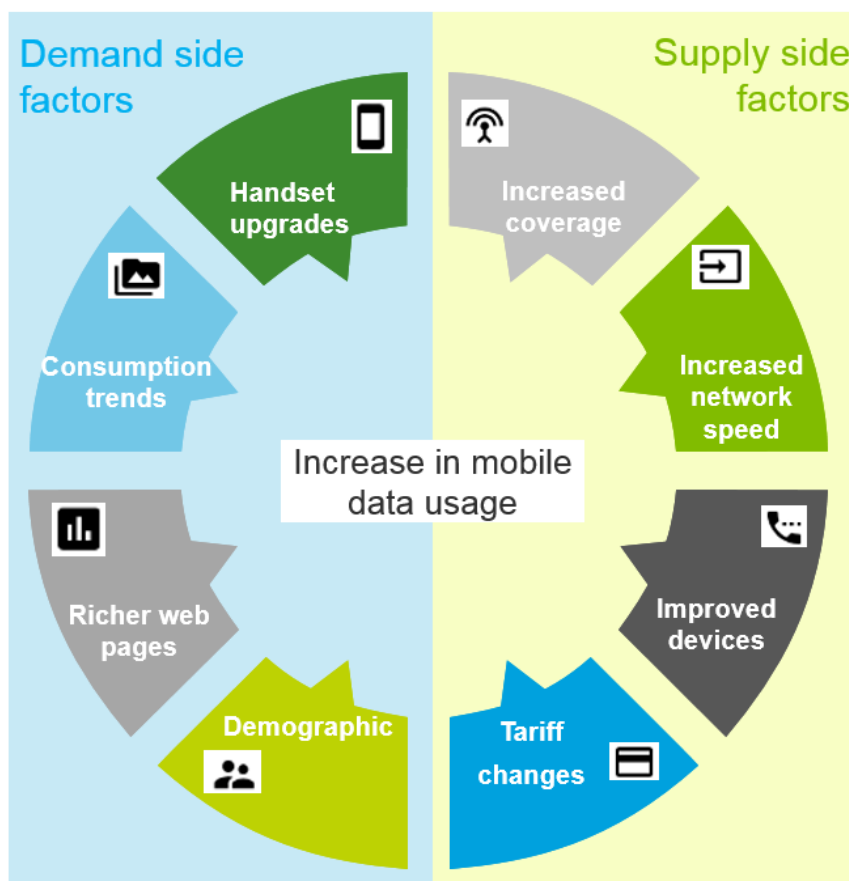 Demand side
factors
Supply side
factors
Handset
upgrades
Increased
coverage
Consumption
trends
Increased
network
speed
Increase in mobile
data usage
Richer web
pages
Improved
devices
Demographic
Tariff
changes